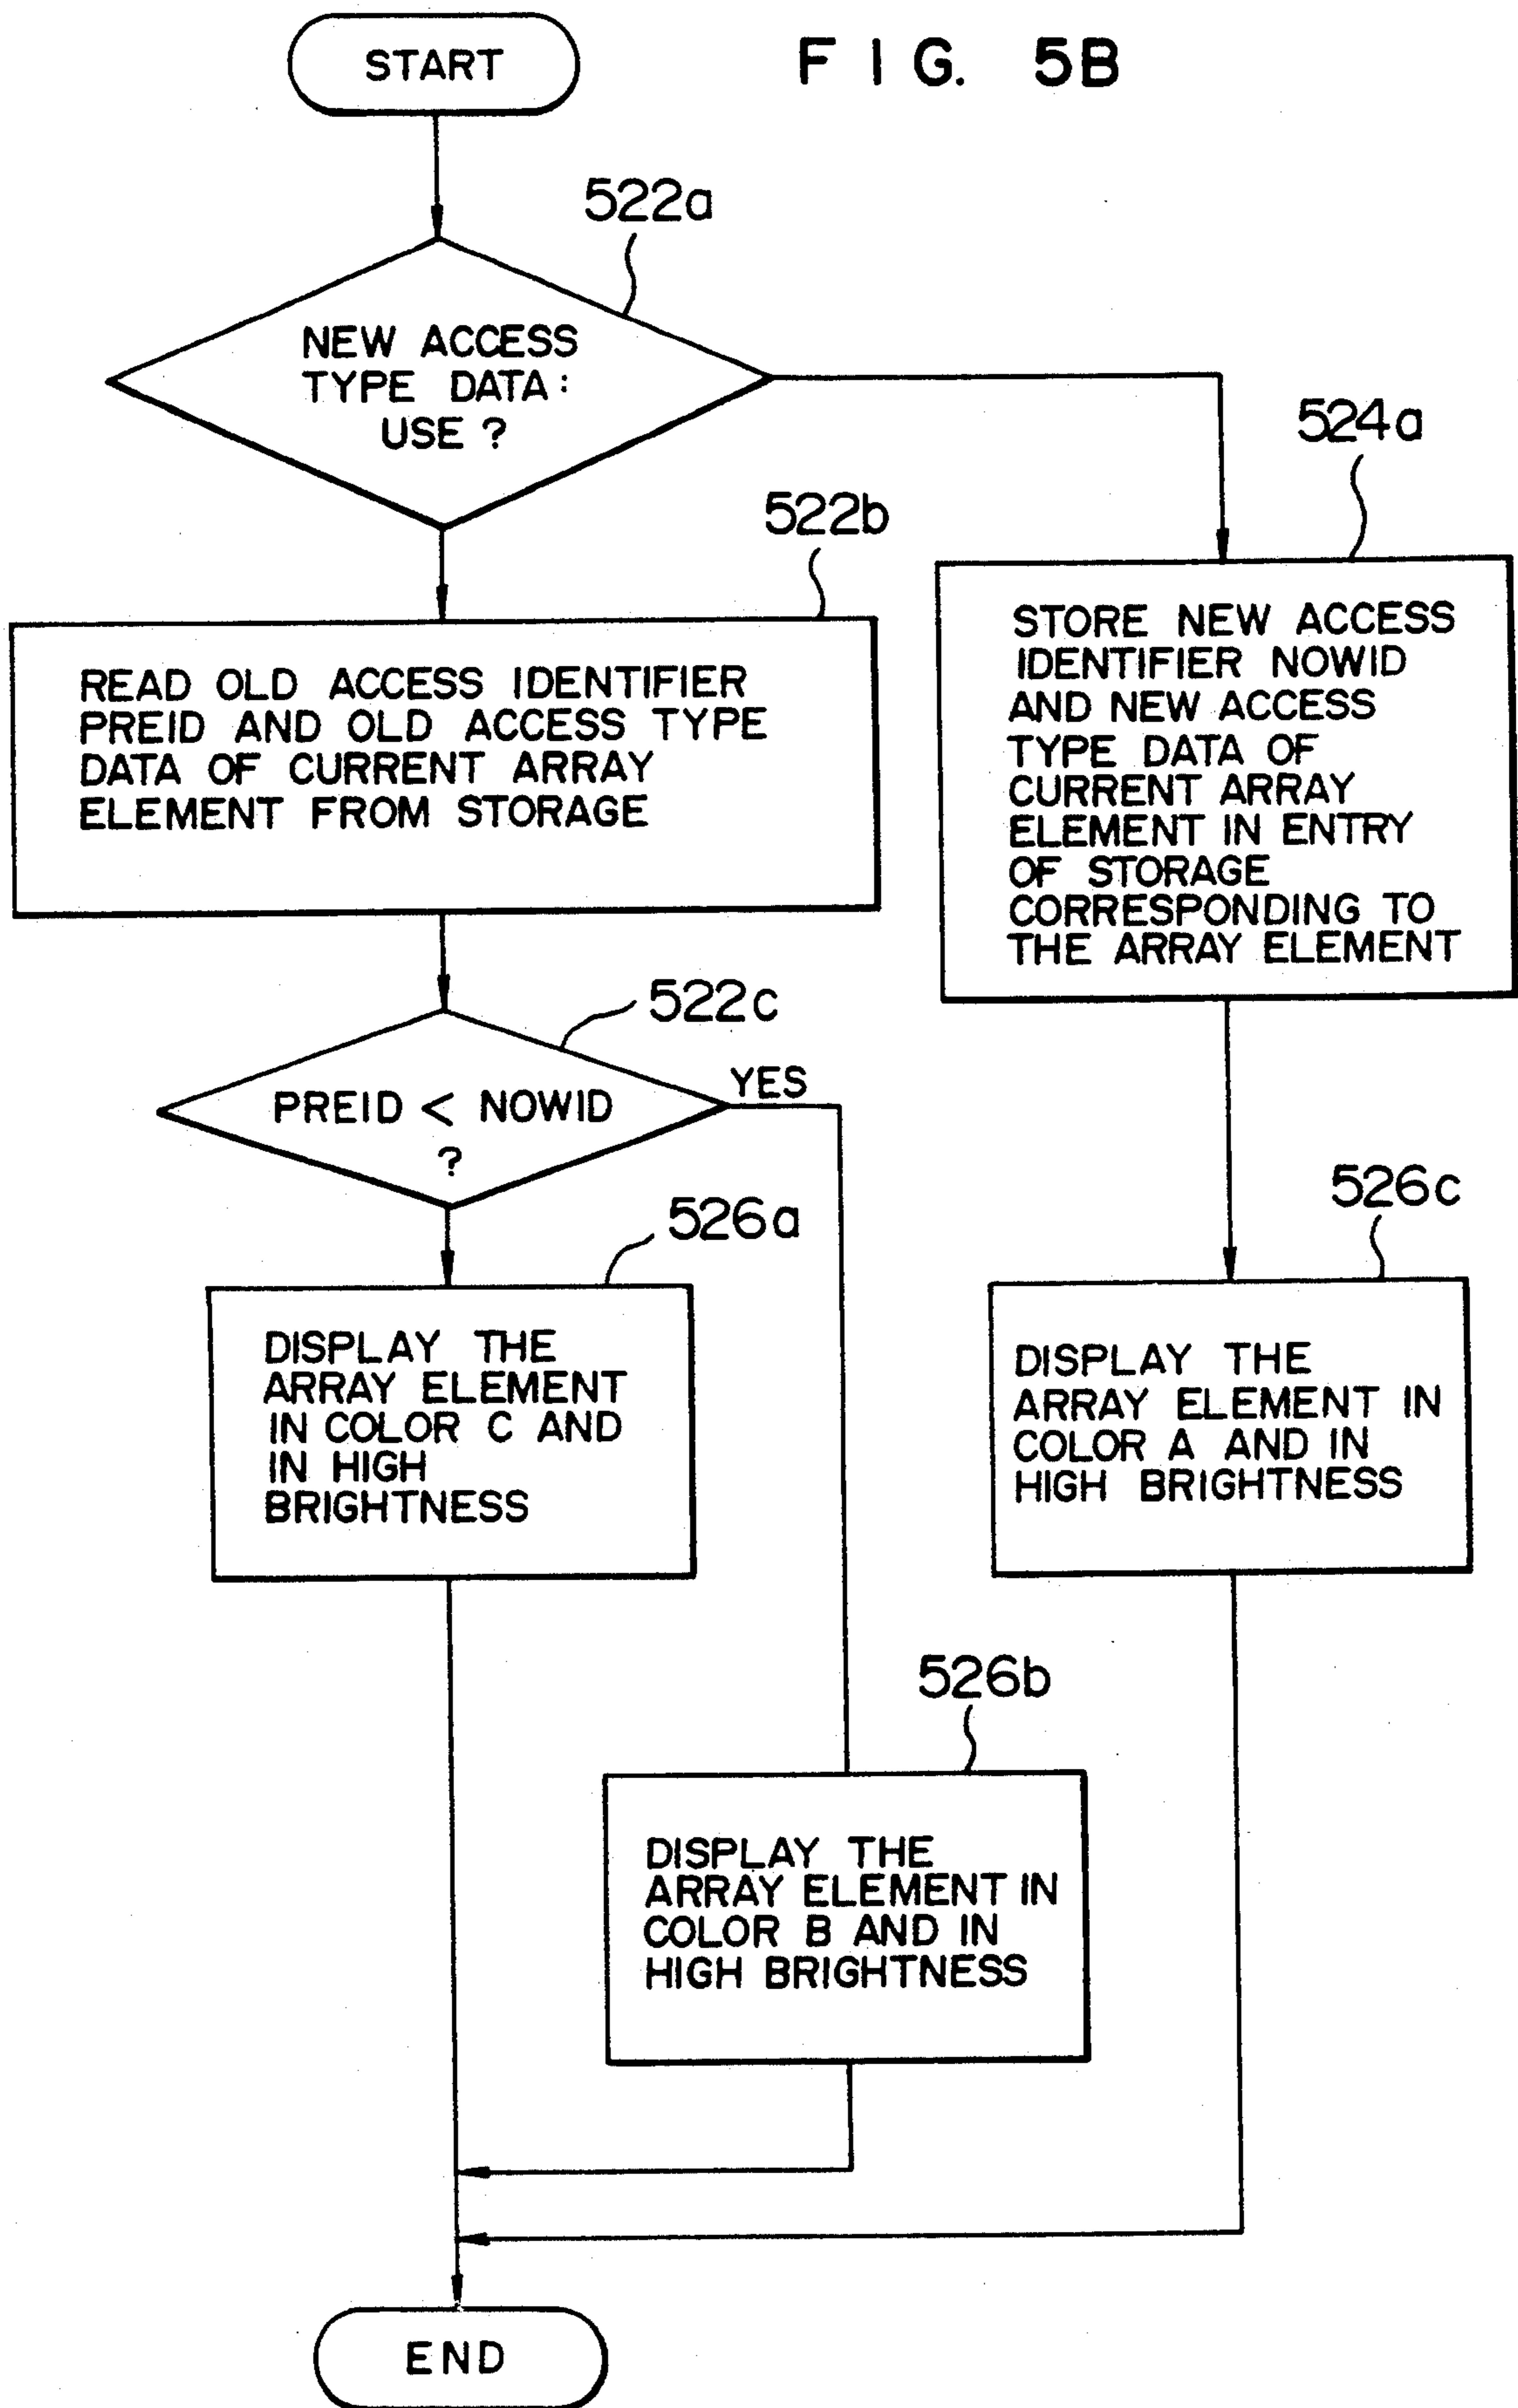 START
FIG. 5B
522a
NEW ACCESS
TYPE DATA:
USE ?
524a
522b
READ OLD ACCESS IDENTIFIER
PREID AND OLD ACCESS TYPE
DATA OF CURRENT ARRAY
ELEMENT FROM STORAGE
STORE NEW ACCESS
IDENTIFIER NOWID
AND NEW ACCESS
TYPE DATA OF
CURRENT ARRAY
ELEMENT IN ENTRY
OF STORAGE
CORRESPONDING TO
THE ARRAY ELEMENT
522c
PREID < NOWID
?
YES
526a
DISPLAY THE
ARRAY ELEMENT
IN COLOR C AND
IN HIGH
BRIGHTNESS
526c
DISPLAY THE
ARRAY ELEMENT IN
COLOR A AND IN
HIGH BRIGHTNESS
526b
DISPLAY THE
ARRAY ELEMENT IN
COLOR B AND IN
HIGH BRIGHTNESS
END